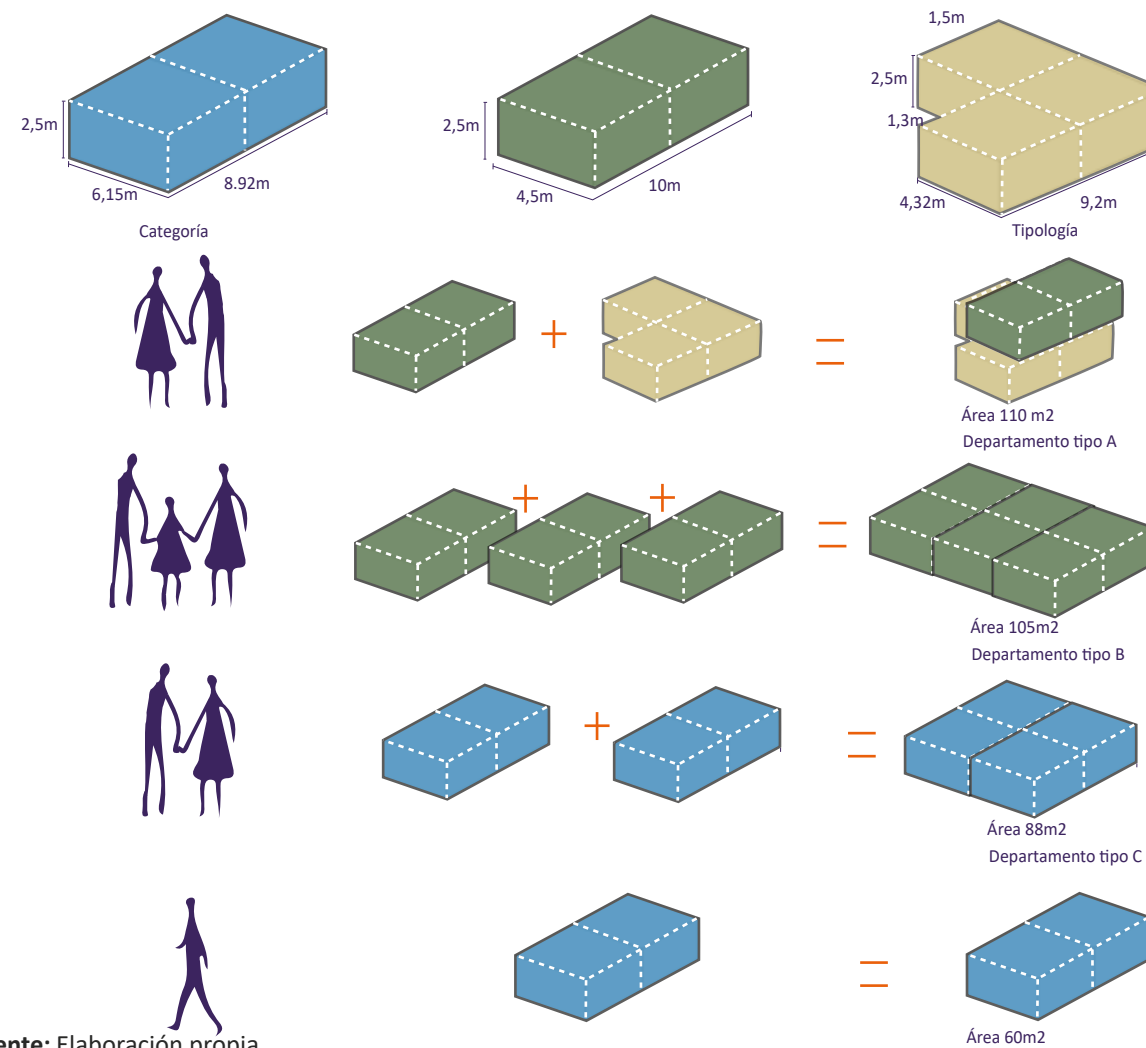 1,5m
2,5m
2,5m
2,5m
1,3m
6,15m
8.92m
4,5m
10m
4,32m
9,2m
Categoría
Tipología
+
=
Área 110 m2
Departamento tipo A
+
+
=
Área 105m2
Departamento tipo B
+
=
Área 88m2
Departamento tipo C
=
Área 60m2
ente: Elaboración propia